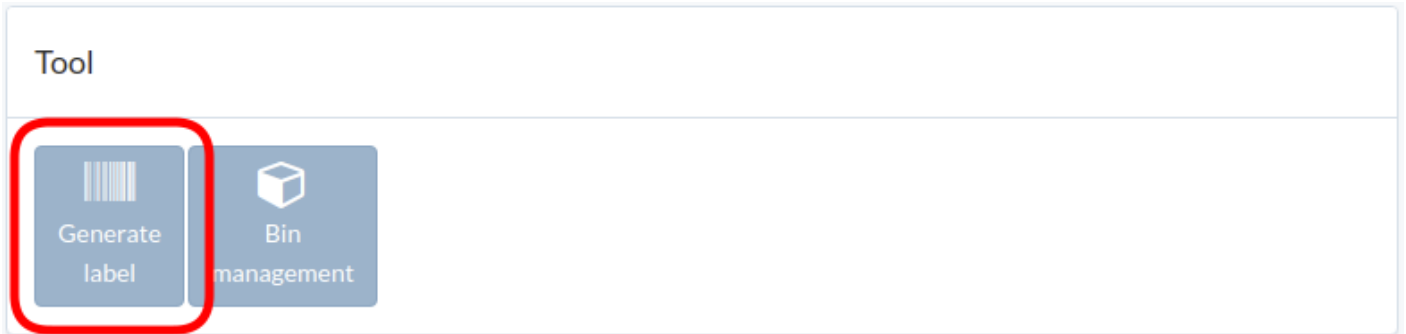 Tool
Generate
label
Bin
management